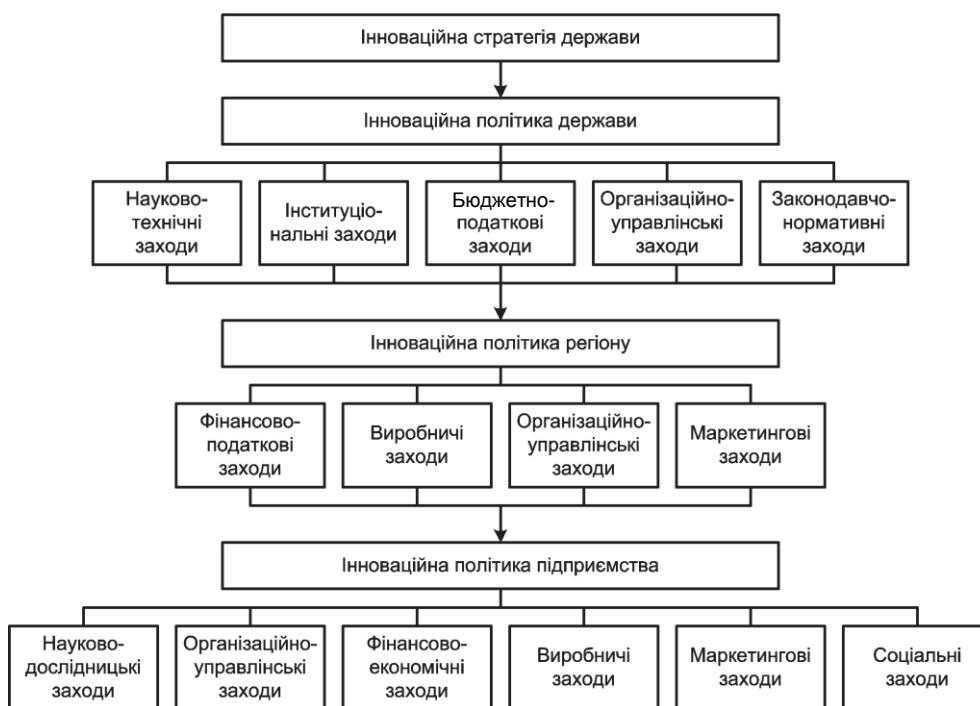 Інноваційна стратегія держави
Інноваційна політика держави
Науково-
технічні
заходи
Інституціо-
нальні заходи
Бюджетно-
податкові
заходи
Організаційно-
управлінські
заходи
Законодавчо-
нормативні
заходи
Інноваційна політика регіону
Фінансово-
податкові
заходи
Виробничі
заходи
Організаційно-
управлінські
заходи
Маркетингові
заходи
Інноваційна політика підприємства
Науково-
дослідницькі
заходи
Організаційно-
управлінські
заходи
Фінансово-
економічні
заходи
Виробничі
заходи
Маркетингові
заходи
Соціальні
заходи